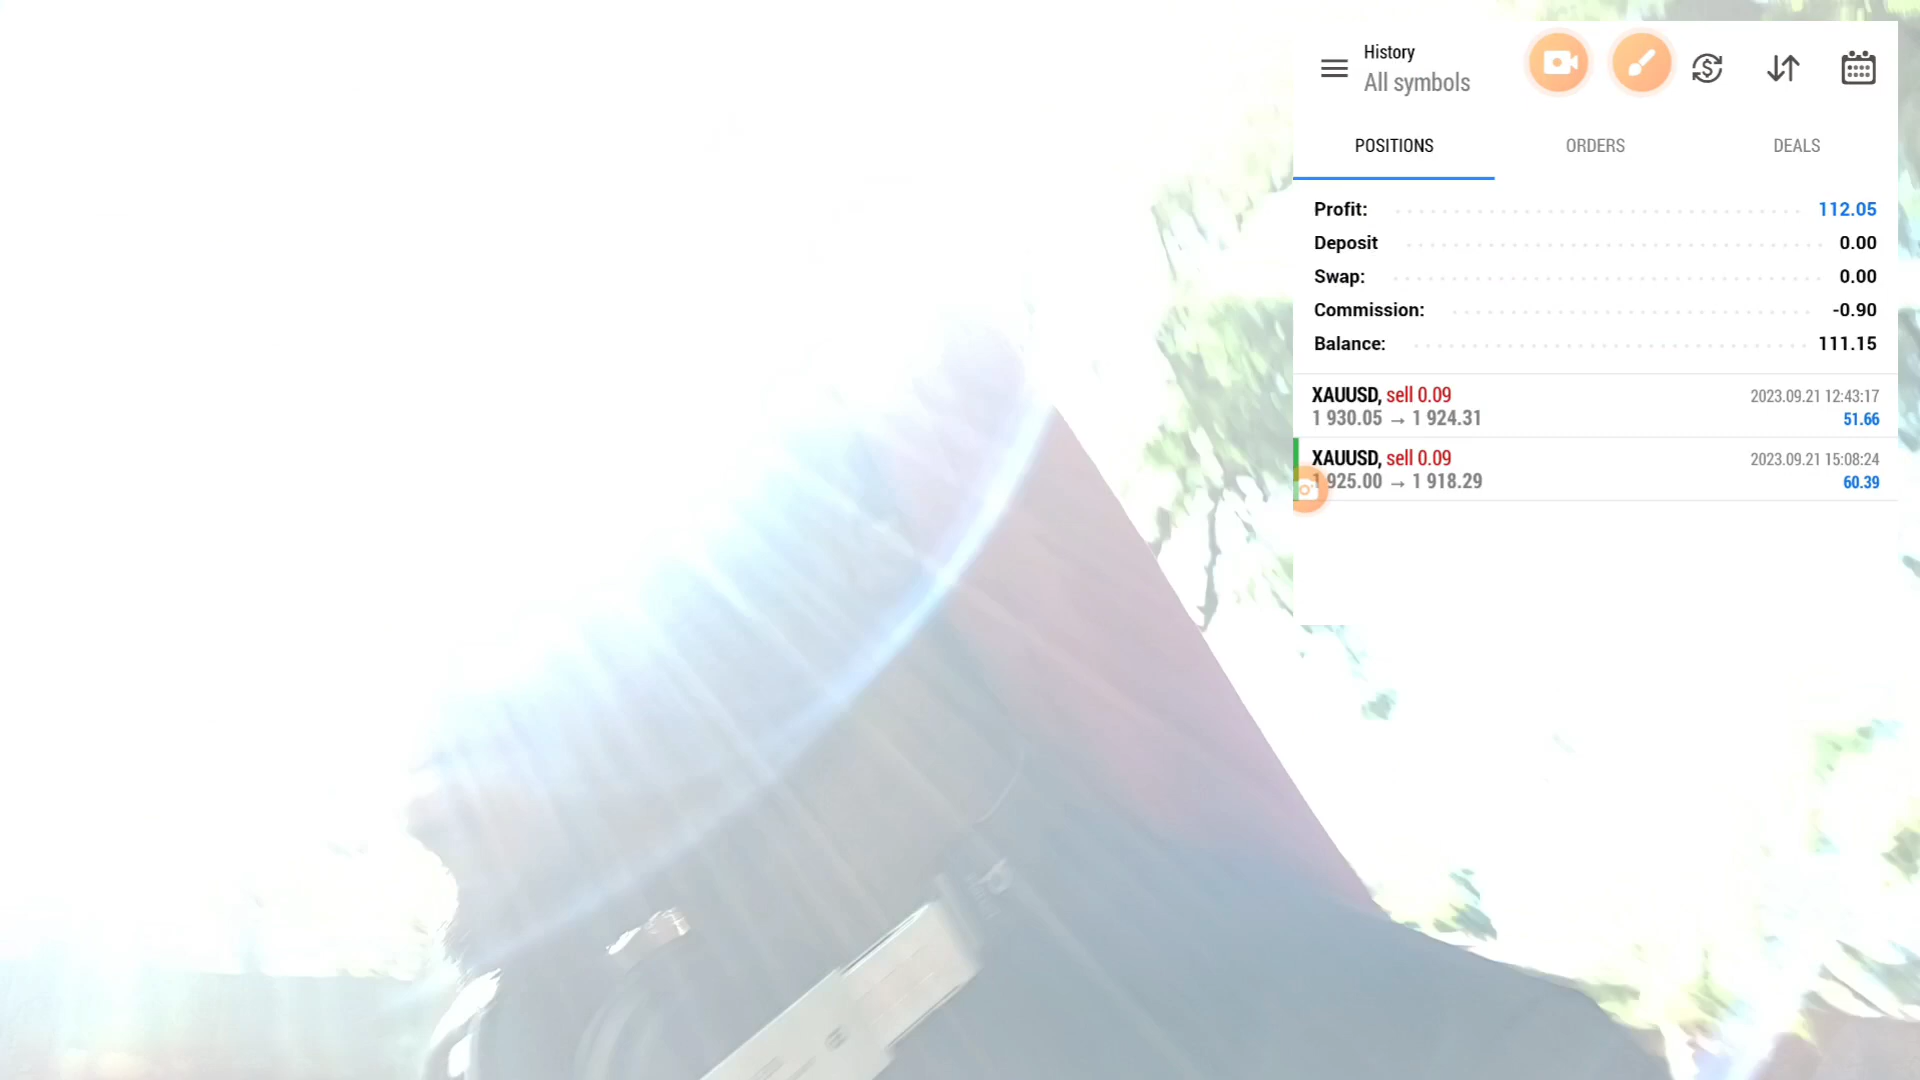 History
All symbols
POSITIONS ORDERS DEALS
Profit: 112.05
Deposit 0.00
Swap: 0.00
Commission: -0.90
Balance: 111.15
XAUUSD, sell 0.09 2023.09.21 12:43:17
1 930.05 → 1 924.31 51.66
XAUUSD, sell 0.09 2023.09.21 15:08:24
1 925.00 → 1 918.29 60.39